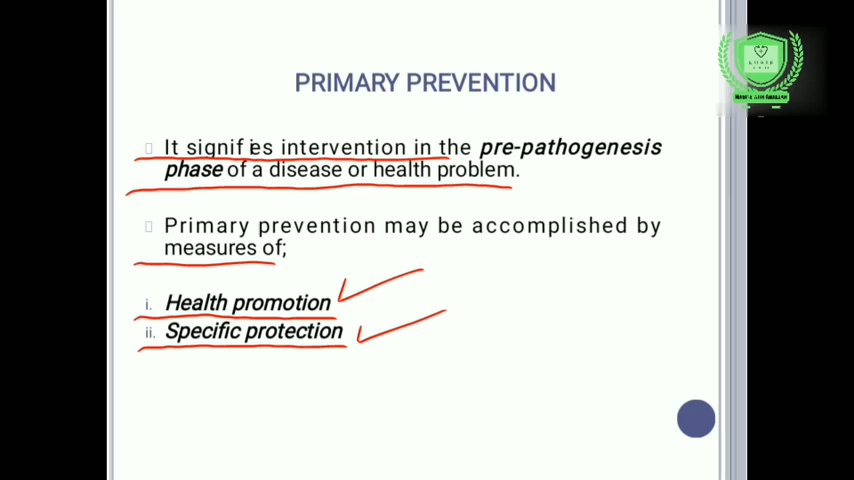 PRIMARY PREVENTION
It signifies intervention in the pre-pathogenesis
phase of a disease or health problem.
Primary prevention may be accomplished by
measures of;
i. Health promotion
ii. Specific protection